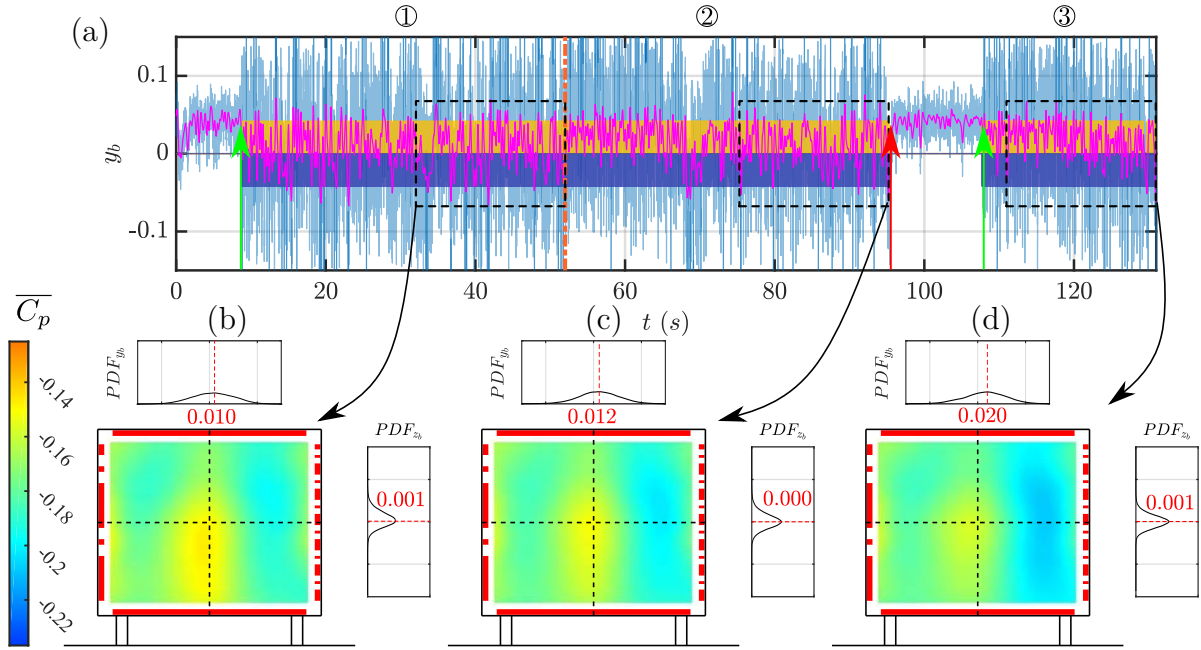 ① ② ③
(a)
0.1
0
-0.1
y_b
0 20 40 60 80 100 120
t (s)
(b) (c) (d)
\overline{C_p}
-0.14
-0.16
-0.18
-0.2
-0.22
PDF_{y_b} PDF_{y_b} PDF_{y_b}
0.010 0.012 0.020
PDF_{z_b} PDF_{z_b} PDF_{z_b}
0.001 0.000 0.001